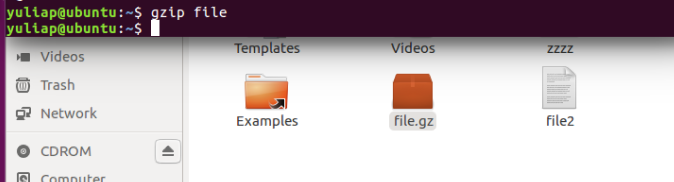 yuliap@ubuntu:~$ gzip file
yuliap@ubuntu:~$
Templates
Videos
zzzz
Videos
Trash
Network
CDROM
Computer
Examples
file.gz
file2